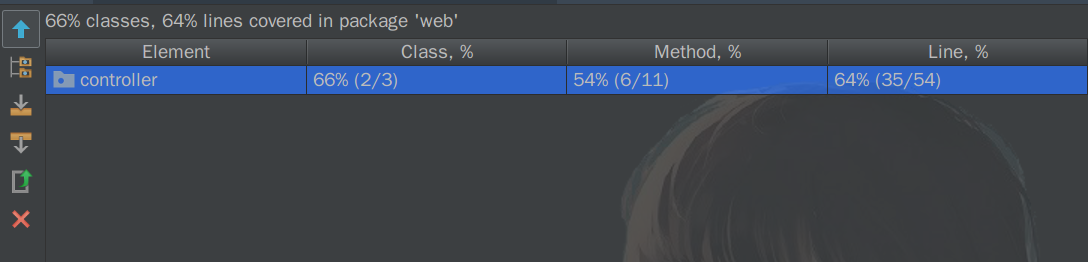 66% classes, 64% lines covered in package 'web'
Element Class, % Method, % Line, %
controller 66% (2/3) 54% (6/11) 64% (35/54)